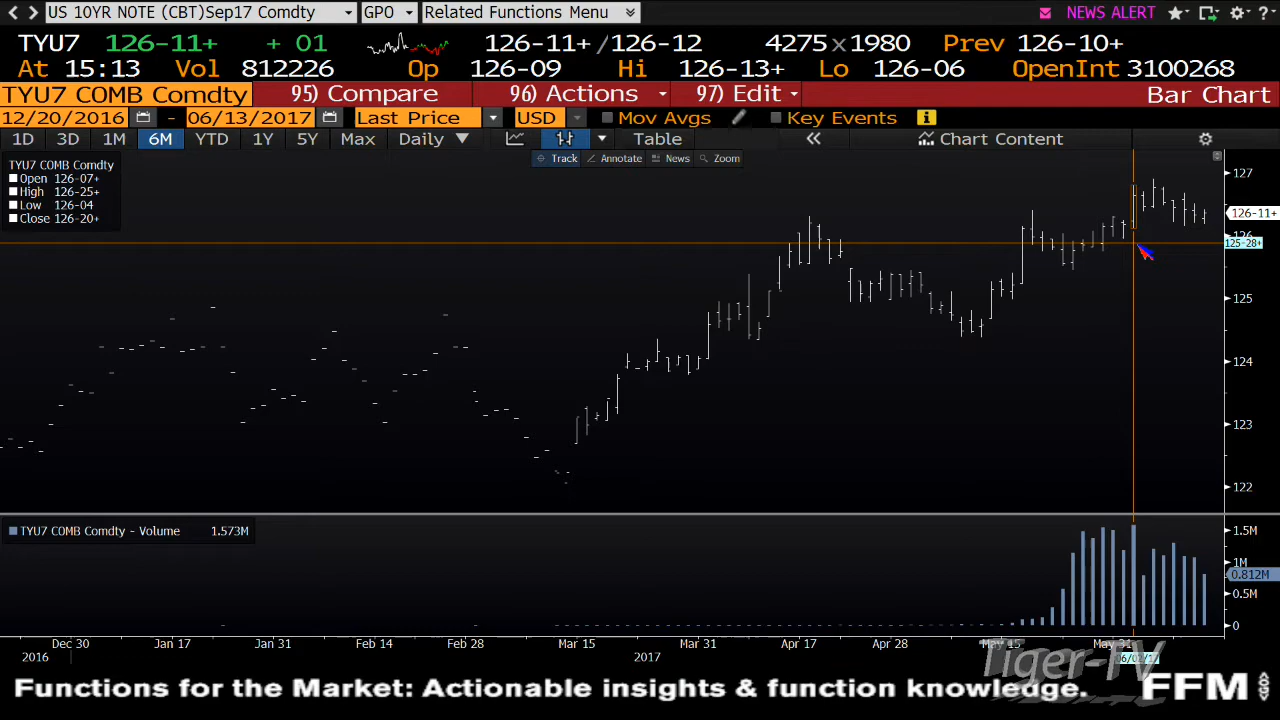 US 10YR NOTE (CBT)Sep17 Comdty GPO Related Functions Menu NEWS ALERT ?
TYU7 126-11+ + 01 126-11+ /126-12 4275 x 1980 Prev 126-10+
At 15:13 Vol 812226 Op 126-09 Hi 126-13+ Lo 126-06 OpenInt 3100268
TYU7 COMB Comdty 95) Compare 96) Actions 97) Edit Bar Chart
12/20/2016 - 06/13/2017 Last Price USD Mov Avgs Key Events i
1D 3D 1M 6M YTD 1Y 5Y Max Daily Table « Chart Content
Track Annotate News Zoom
TYU7 COMB Comdty
Open 126-07+
High 126-25+
Low 126-04
Close 126-20+
127
126-11+
126
125-28+
125
124
123
122
TYU7 COMB Comdty - Volume 1.573M
1.5M
1M
0.812M
0.5M
0
Dec 30 Jan 17 Jan 31 Feb 14 Feb 28 Mar 15 Mar 31 Apr 17 Apr 28 May 15 May 31
2016 2017
Tiger-TV
Functions for the Market: Actionable insights & function knowledge. FFM